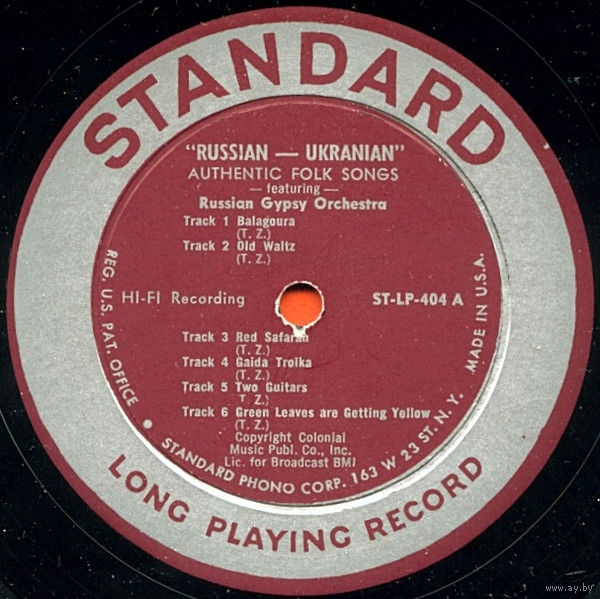 STANDARD
"RUSSIAN — UKRANIAN"
AUTHENTIC FOLK SONGS
— featuring —
Russian Gypsy Orchestra
Track 1 Balagoura
(T. Z.)
Track 2 Old Waltz
(T. Z.)
HI-FI Recording
ST-LP-404 A
Track 3 Red Safaran
(T. Z.)
Track 4 Gaida Troika
(T. Z.)
Track 5 Two Guitars
T. Z.)
Track 6 Green Leaves are Getting Yellow
(T. Z.)
Copyright Colonial
Music Publ. Co., Inc.
Lic. for Broadcast BMI
REG. U.S. PAT. OFFICE • STANDARD PHONO CORP. 163 W 23 ST. N. Y. MADE IN U.S.A.
LONG PLAYING RECORD
www.ay.by